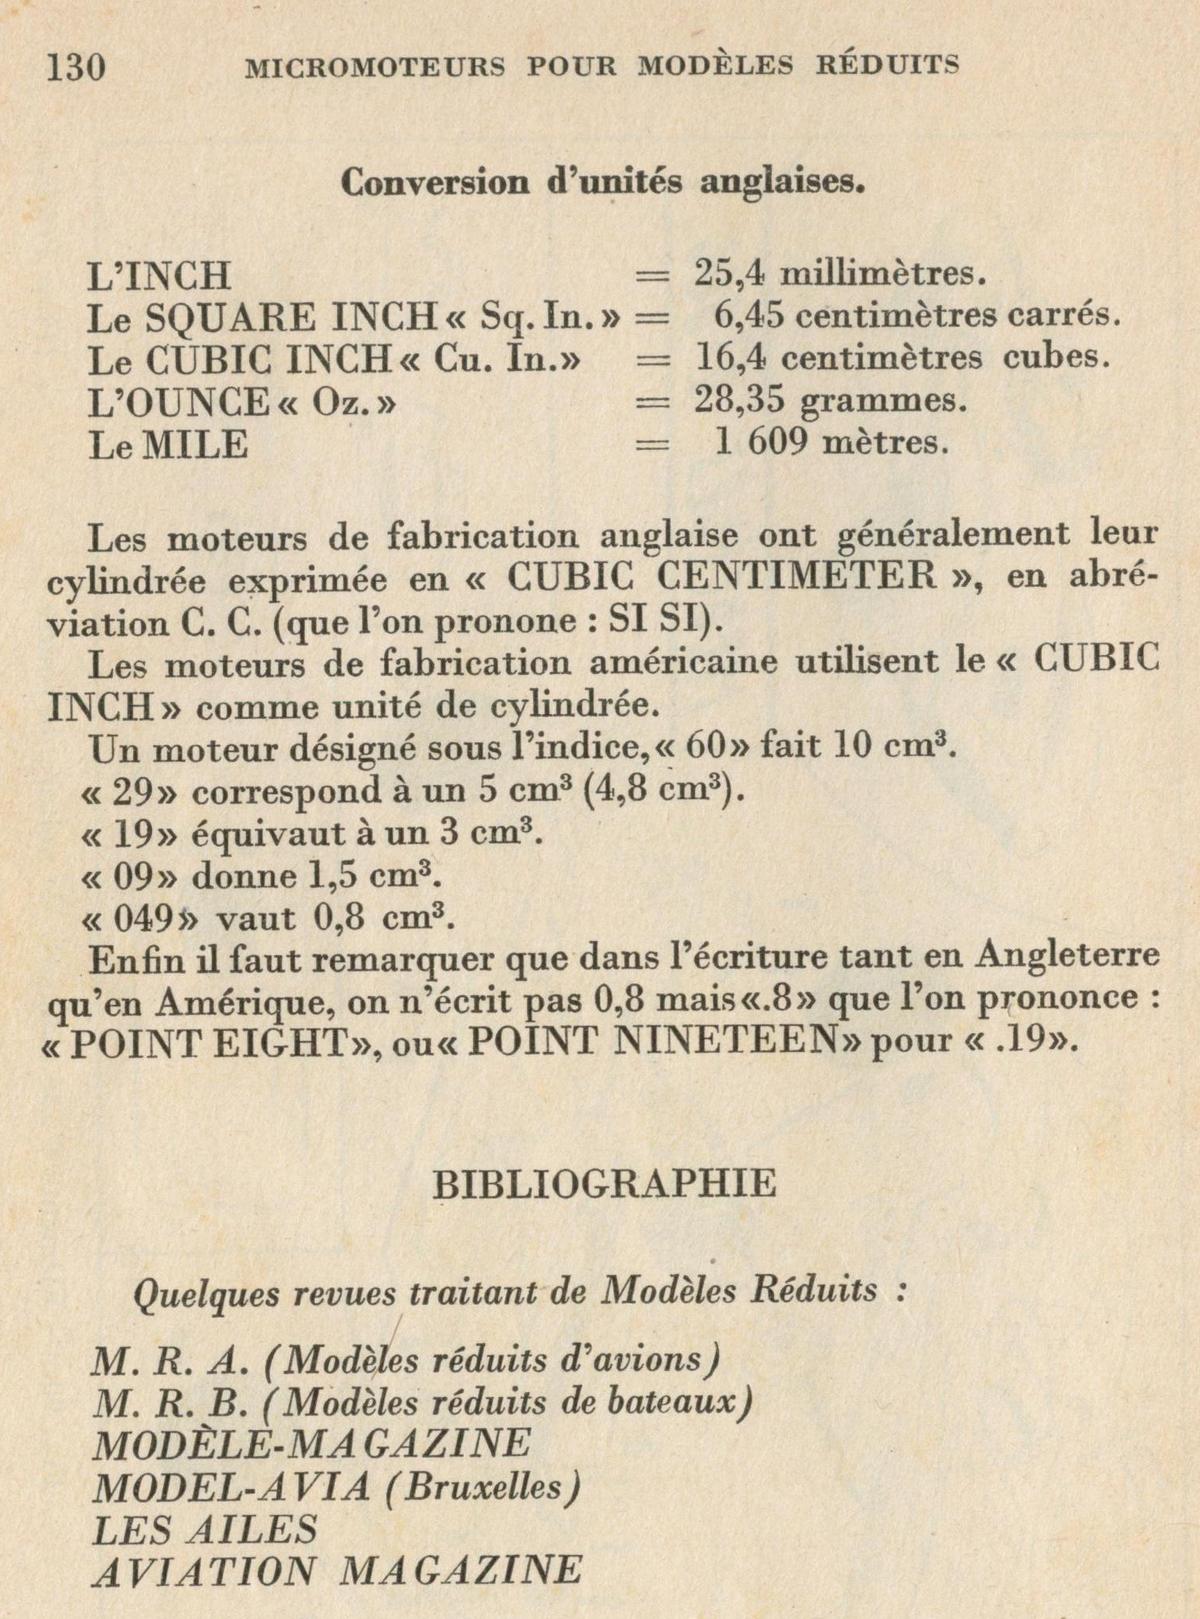 130 MICROMOTEURS POUR MODÈLES RÉDUITS
Conversion d'unités anglaises.
L'INCH = 25,4 millimètres.
Le SQUARE INCH « Sq. In. » = 6,45 centimètres carrés.
Le CUBIC INCH « Cu. In. » = 16,4 centimètres cubes.
L'OUNCE « Oz. » = 28,35 grammes.
Le MILE = 1 609 mètres.
Les moteurs de fabrication anglaise ont généralement leur
cylindrée exprimée en « CUBIC CENTIMETER », en abré-
viation C. C. (que l'on pronone : SI SI).
Les moteurs de fabrication américaine utilisent le « CUBIC
INCH » comme unité de cylindrée.
Un moteur désigné sous l'indice, « 60 » fait 10 cm³.
« 29 » correspond à un 5 cm³ (4,8 cm³).
« 19 » équivaut à un 3 cm³.
« 09 » donne 1,5 cm³.
« 049 » vaut 0,8 cm³.
Enfin il faut remarquer que dans l'écriture tant en Angleterre
qu'en Amérique, on n'écrit pas 0,8 mais « .8 » que l'on prononce :
« POINT EIGHT », ou « POINT NINETEEN » pour « .19 ».
BIBLIOGRAPHIE
Quelques revues traitant de Modèles Réduits :
M. R. A. (Modèles réduits d'avions)
M. R. B. (Modèles réduits de bateaux)
MODÈLE-MAGAZINE
MODEL-AVIA (Bruxelles)
LES AILES
AVIATION MAGAZINE